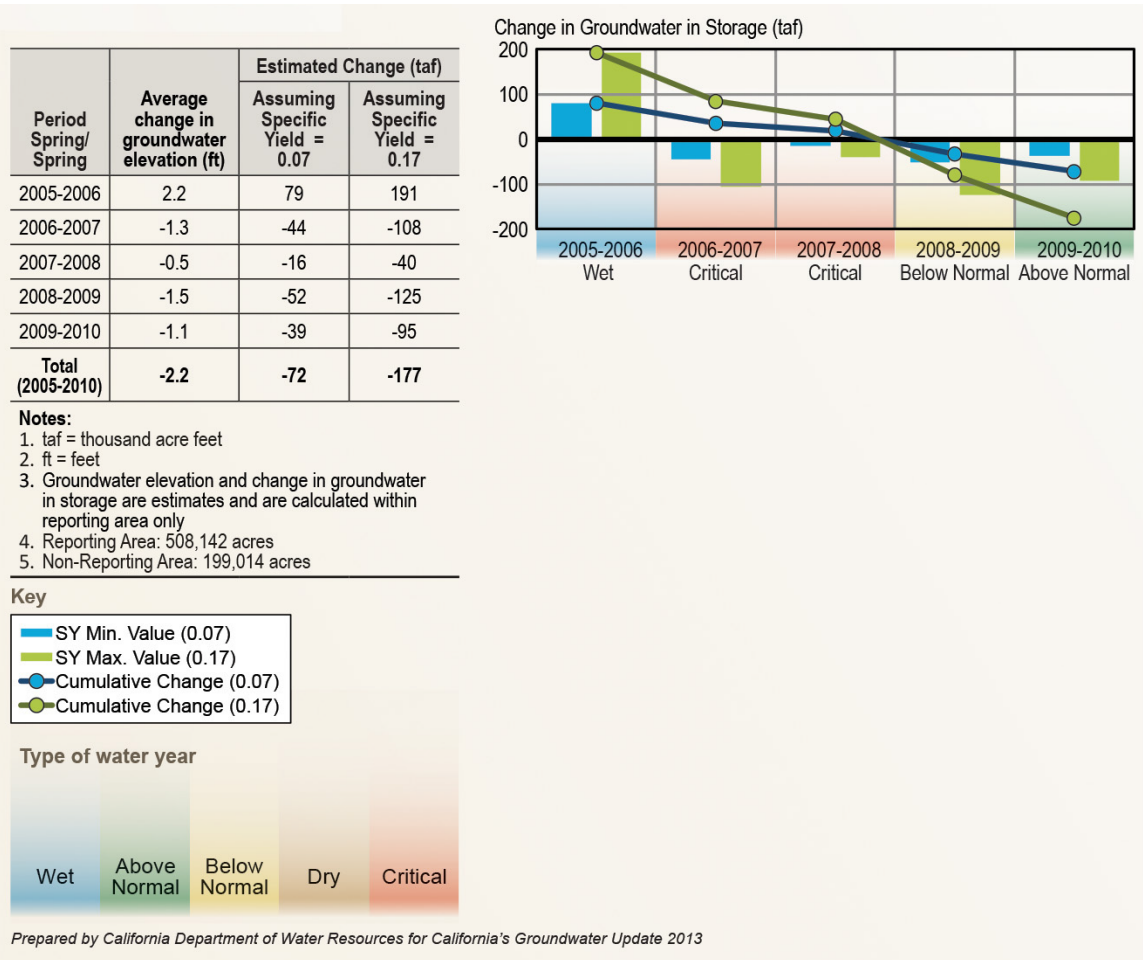 Period
Spring/
Spring
Average
change in
groundwater
elevation (ft)
Estimated Change (taf)
Assuming
Specific
Yield =
0.07
Assuming
Specific
Yield =
0.17
2005-2006 2.2 79 191
2006-2007 -1.3 -44 -108
2007-2008 -0.5 -16 -40
2008-2009 -1.5 -52 -125
2009-2010 -1.1 -39 -95
Total
(2005-2010) -2.2 -72 -177
Notes:
1. taf = thousand acre feet
2. ft = feet
3. Groundwater elevation and change in groundwater
in storage are estimates and are calculated within
reporting area only
4. Reporting Area: 508,142 acres
5. Non-Reporting Area: 199,014 acres
Key
SY Min. Value (0.07)
SY Max. Value (0.17)
Cumulative Change (0.07)
Cumulative Change (0.17)
Type of water year
Wet
Above
Normal
Below
Normal
Dry
Critical
Change in Groundwater in Storage (taf)
200
100
0
-100
-200
2005-2006 2006-2007 2007-2008 2008-2009 2009-2010
Wet Critical Critical Below Normal Above Normal
Prepared by California Department of Water Resources for California's Groundwater Update 2013